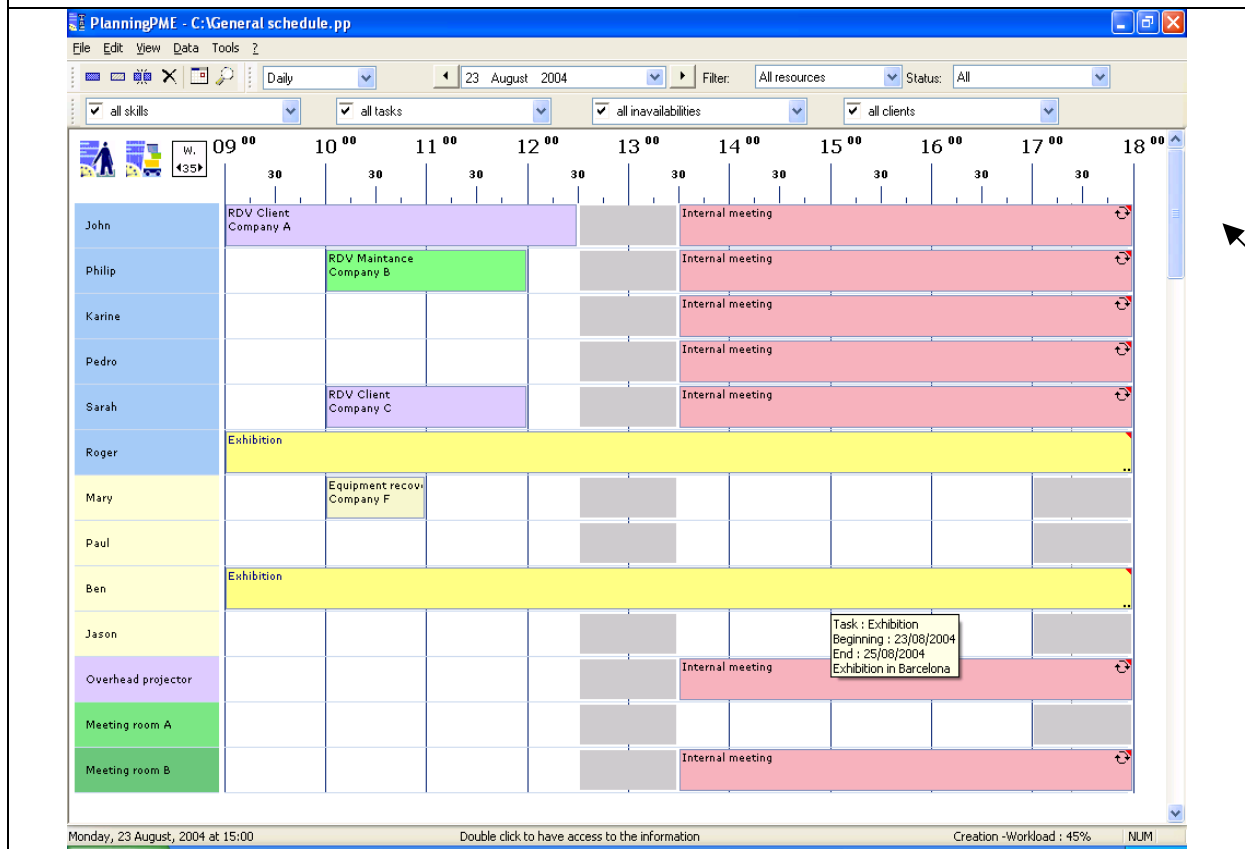 PlanningPME - C:\General schedule.pp
File Edit View Data Tools ?
Daily 23 August 2004 Filter: All resources Status: All
all skills all tasks all inavailabilities all clients
W. 35 09 00 10 00 11 00 12 00 13 00 14 00 15 00 16 00 17 00 18 00
30 30 30 30 30 30 30 30 30
John
RDV Client
Company A
Internal meeting
Philip
RDV Maintance
Company B
Internal meeting
Karine
Internal meeting
Pedro
Internal meeting
Sarah
RDV Client
Company C
Internal meeting
Roger
Exhibition
Mary
Equipment recov
Company F
Paul
Ben
Exhibition
Jason
Task : Exhibition
Beginning : 23/08/2004
End : 25/08/2004
Exhibition in Barcelona
Overhead projector
Internal meeting
Meeting room A
Meeting room B
Internal meeting
Monday, 23 August, 2004 at 15:00 Double click to have access to the information Creation -Workload : 45% NUM